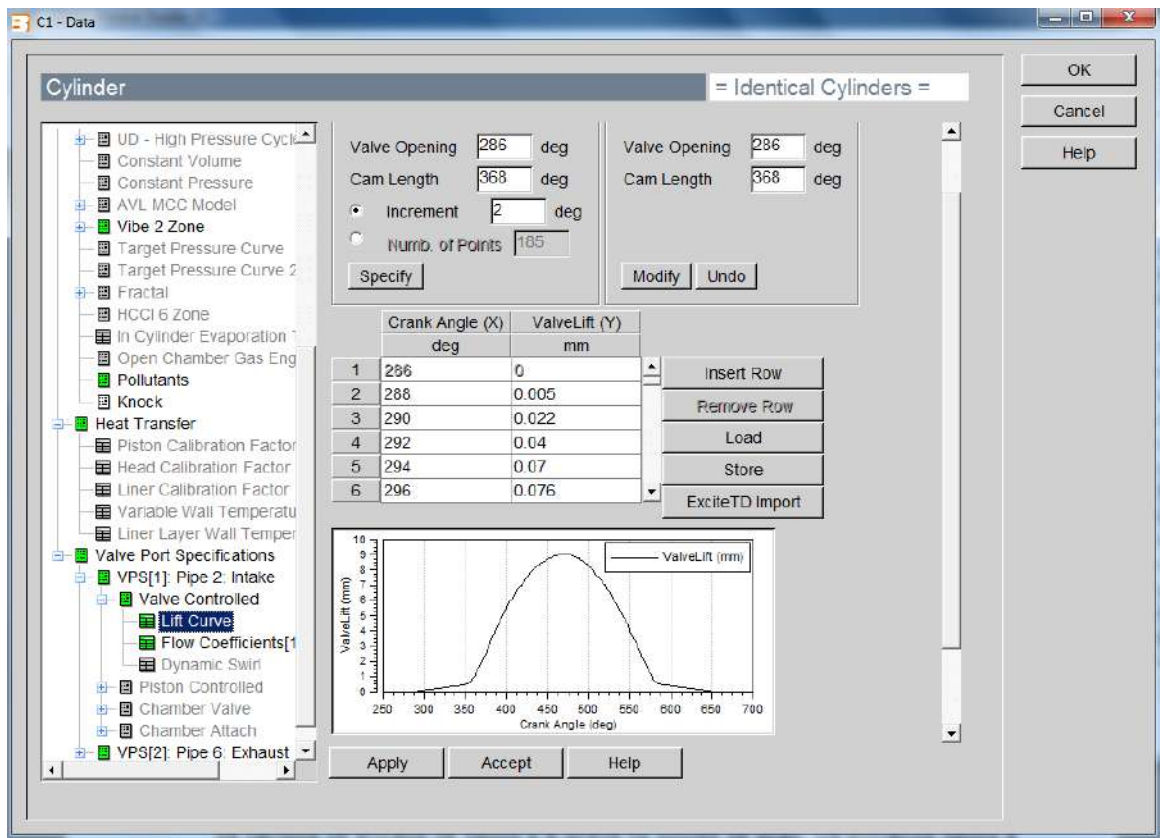 C1 - Data
OK
Cancel
Help
Cylinder
= Identical Cylinders =
UD - High Pressure Cycle
Constant Volume
Constant Pressure
AVL MCC Model
Vibe 2 Zone
Target Pressure Curve
Target Pressure Curve 2
Fractal
HCCI 6 Zone
In Cylinder Evaporation
Open Chamber Gas Eng
Pollutants
Knock
Heat Transfer
Piston Calibration Factor
Head Calibration Factor
Liner Calibration Factor
Variable Wall Temperatu
Liner Layer Wall Temper
Valve Port Specifications
VPS[1]: Pipe 2: Intake
Valve Controlled
Lift Curve
Flow Coefficients[1
Dynamic Swirl
Piston Controlled
Chamber Valve
Chamber Attach
VPS[2]: Pipe 6: Exhaust
Valve Opening 286 deg
Cam Length 368 deg
Increment 2 deg
Numb. of Points 185
Specify
Valve Opening 286 deg
Cam Length 368 deg
Modify Undo
Crank Angle (X) ValveLift (Y)
deg mm
1 286 0
2 288 0.005
3 290 0.022
4 292 0.04
5 294 0.07
6 296 0.076
Insert Row
Remove Row
Load
Store
ExciteTD Import
ValveLift (mm)
10
9
8
7
6
5
4
3
2
1
0
ValveLift (mm)
250 300 350 400 450 500 550 600 650 700
Crank Angle (deg)
Apply Accept Help